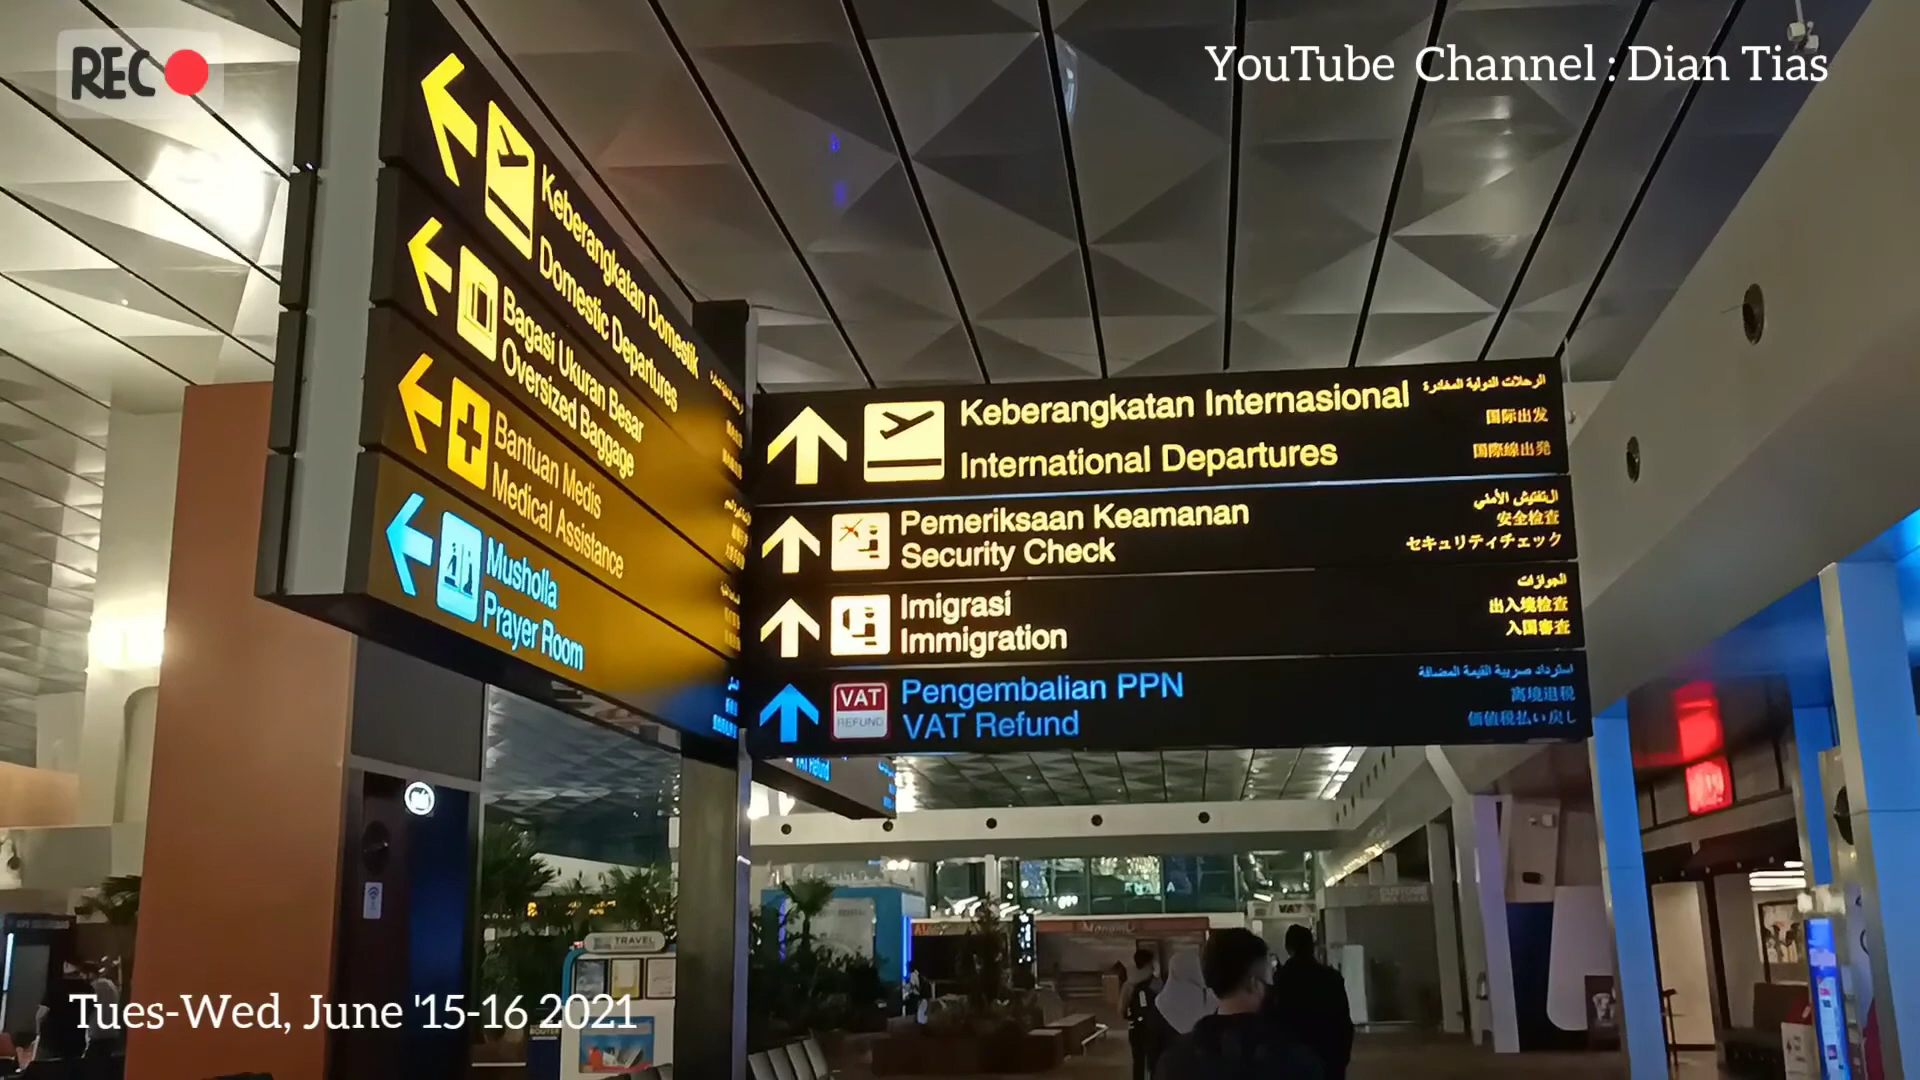 REC
YouTube Channel : Dian Tias
Keberangkatan Domestik
Domestic Departures
Bagasi Ukuran Besar
Oversized Baggage
Bantuan Medis
Medical Assistance
Musholla
Prayer Room
Keberangkatan Internasional
الرحلات الدولية المغادرة
国际出发
International Departures
国際線出発
Pemeriksaan Keamanan
التفتيش الأمني
安全检查
Security Check
セキュリティチェック
Imigrasi
الجوازات
出入境检查
Immigration
入国審査
VAT
REFUND
Pengembalian PPN
استرداد ضريبة القيمة المضافة
离境退税
VAT Refund
価値税払い戻し
VAT Refund
TRAVEL
VAT
Tues-Wed, June '15-16 2021